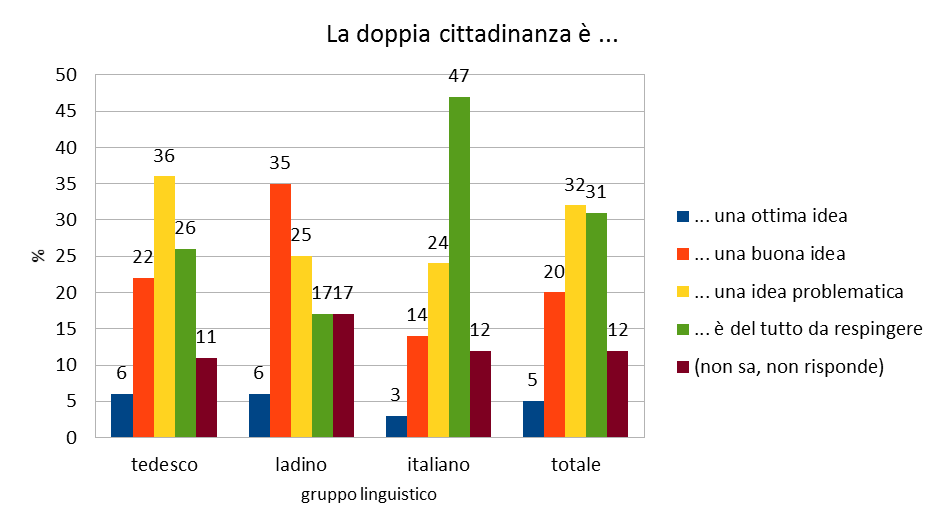 La doppia cittadinanza è ...
%
50
45
40
35
30
25
20
15
10
5
0
6 22 36 26 11
6 35 25 17 17
3 14 24 47 12
5 20 32 31 12
tedesco ladino italiano totale
gruppo linguistico
... una ottima idea
... una buona idea
... una idea problematica
... è del tutto da respingere
(non sa, non risponde)